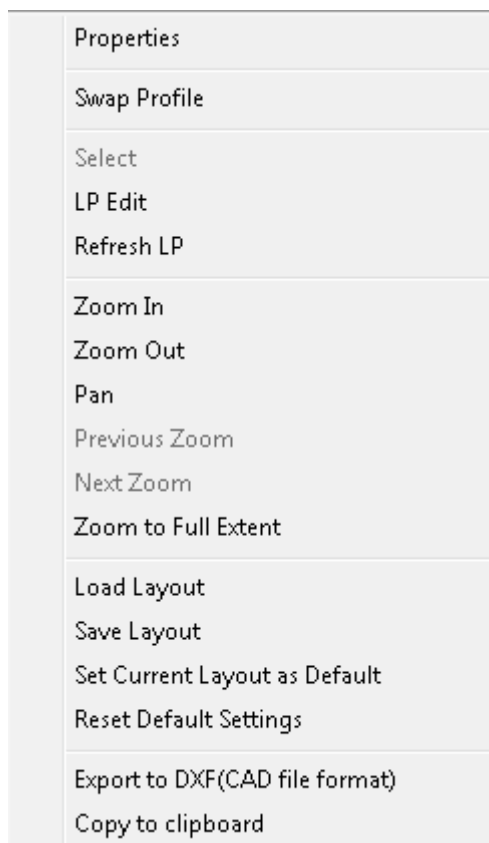 Properties
Swap Profile
Select
LP Edit
Refresh LP
Zoom In
Zoom Out
Pan
Previous Zoom
Next Zoom
Zoom to Full Extent
Load Layout
Save Layout
Set Current Layout as Default
Reset Default Settings
Export to DXF(CAD file format)
Copy to clipboard